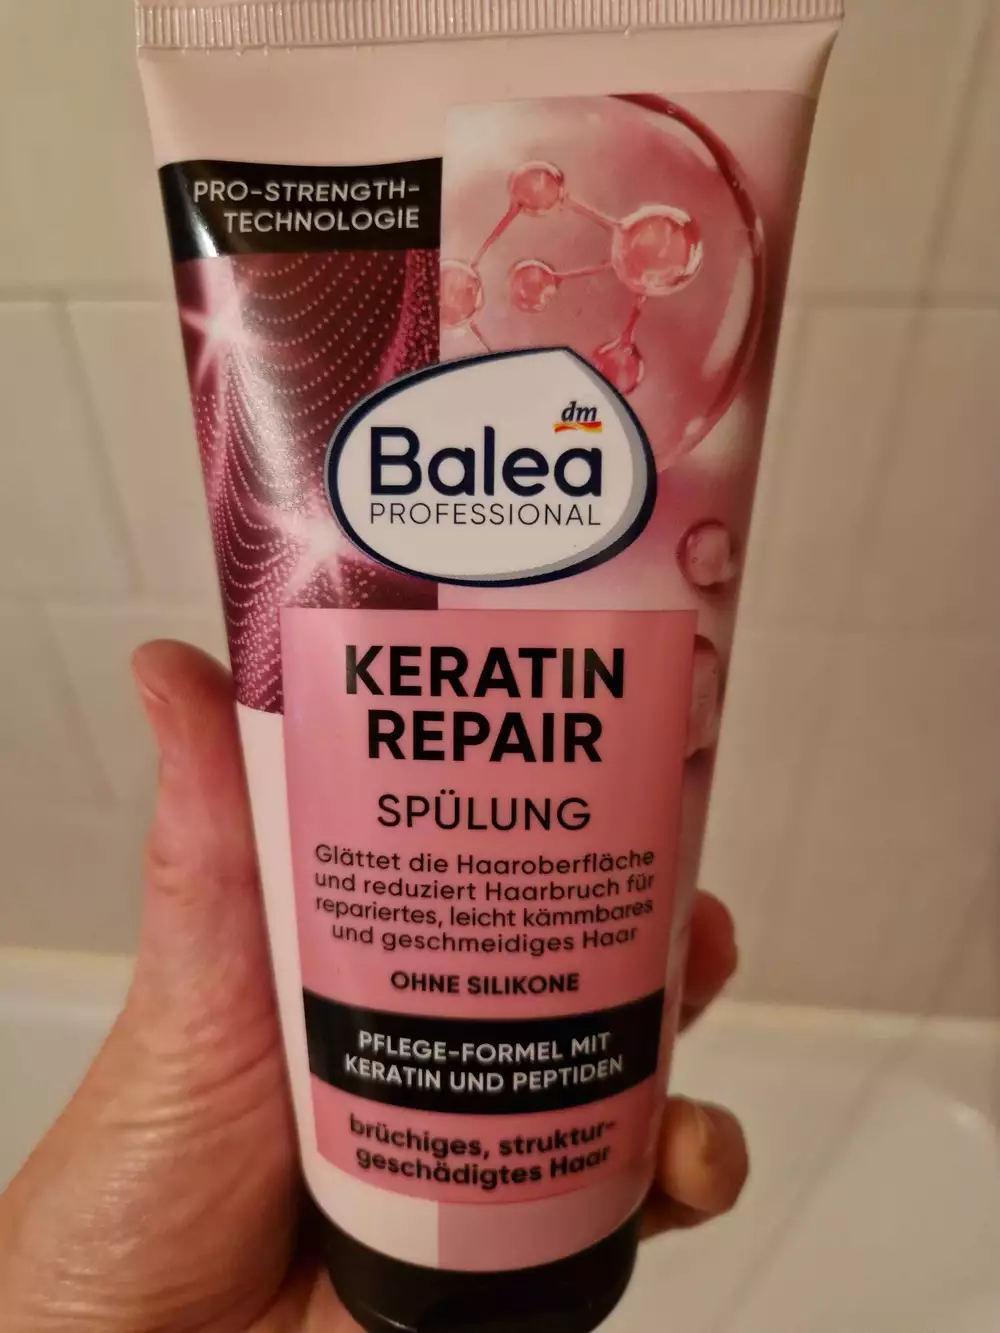 PRO-STRENGTH-
TECHNOLOGIE
dm
Balea
PROFESSIONAL
KERATIN
REPAIR
SPÜLUNG
Glättet die Haaroberfläche
und reduziert Haarbruch für
repariertes, leicht kämmbares
und geschmeidiges Haar
OHNE SILIKONE
PFLEGE-FORMEL MIT
KERATIN UND PEPTIDEN
brüchiges, struktur-
geschädigtes Haar